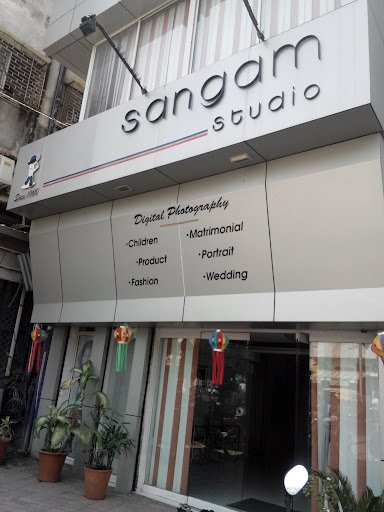 sangam
studio
Digital Photography
•Children
•Matrimonial
•Product
•Portrait
•Fashion
•Wedding